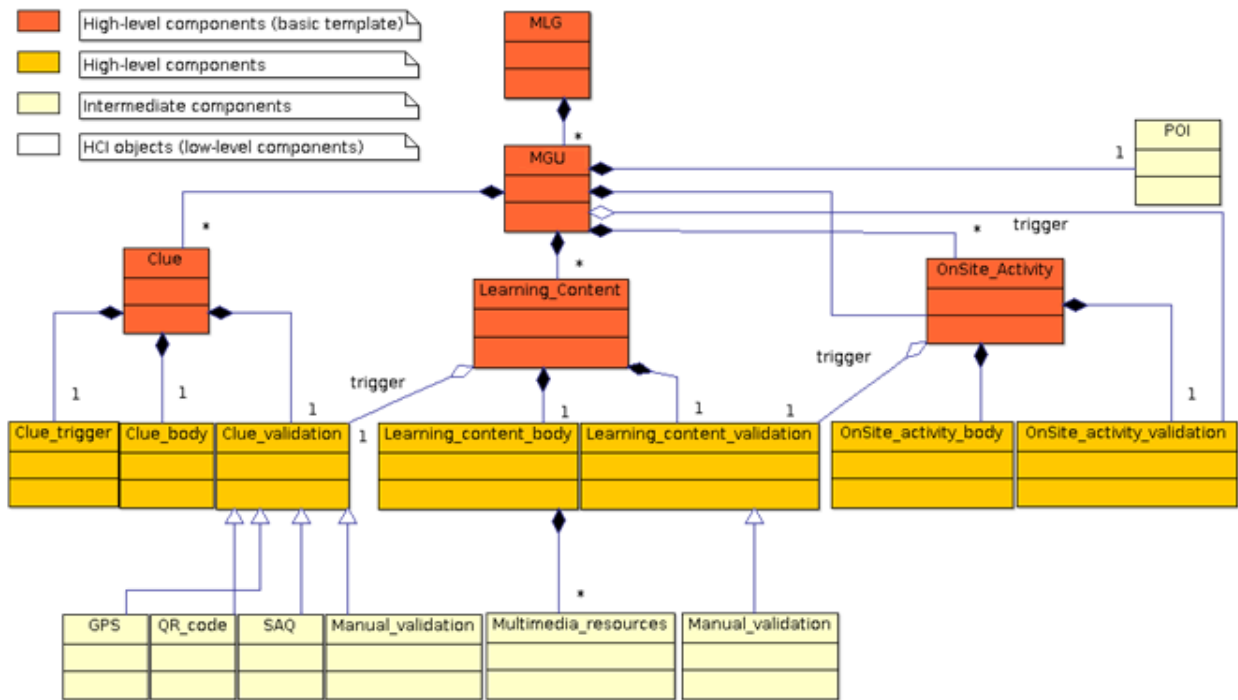 High-level components (basic template)
High-level components
Intermediate components
HCI objects (low-level components)
MLG
*
MGU
1
POI
*
trigger
*
*
Clue
Learning_Content
OnSite_Activity
trigger
trigger
1
1
1
1
1
1
1
1
Clue_trigger
Clue_body
Clue_validation
Learning_content_body
Learning_content_validation
OnSite_activity_body
OnSite_activity_validation
*
GPS
QR_code
SAQ
Manual_validation
Multimedia_resources
Manual_validation